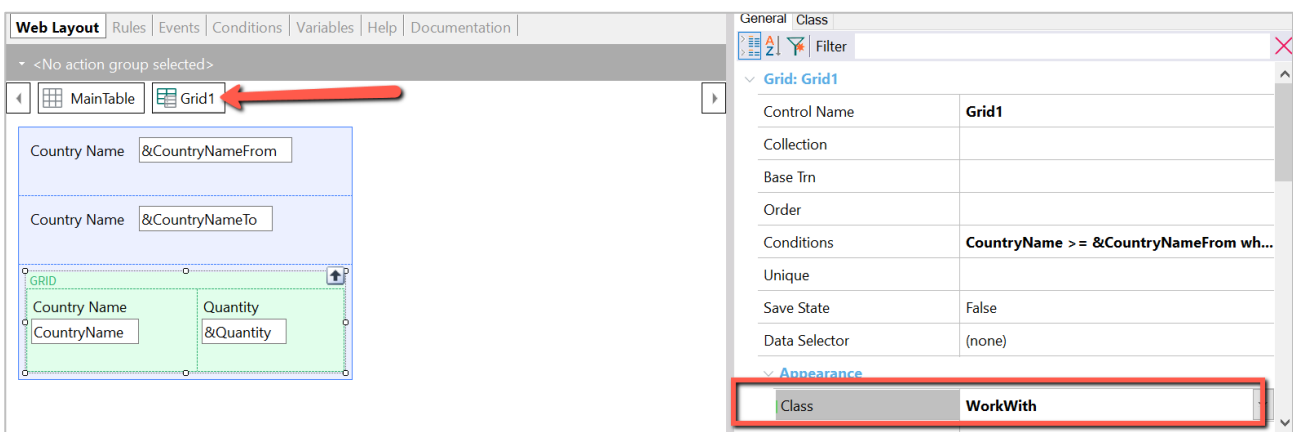 Web Layout Rules Events Conditions Variables Help Documentation
<No action group selected>
MainTable Grid1
Country Name &CountryNameFrom
Country Name &CountryNameTo
GRID
Country Name Quantity
CountryName &Quantity
General Class
Filter
Grid: Grid1
Control Name Grid1
Collection
Base Trn
Order
Conditions CountryName >= &CountryNameFrom wh...
Unique
Save State False
Data Selector (none)
Appearance
Class WorkWith